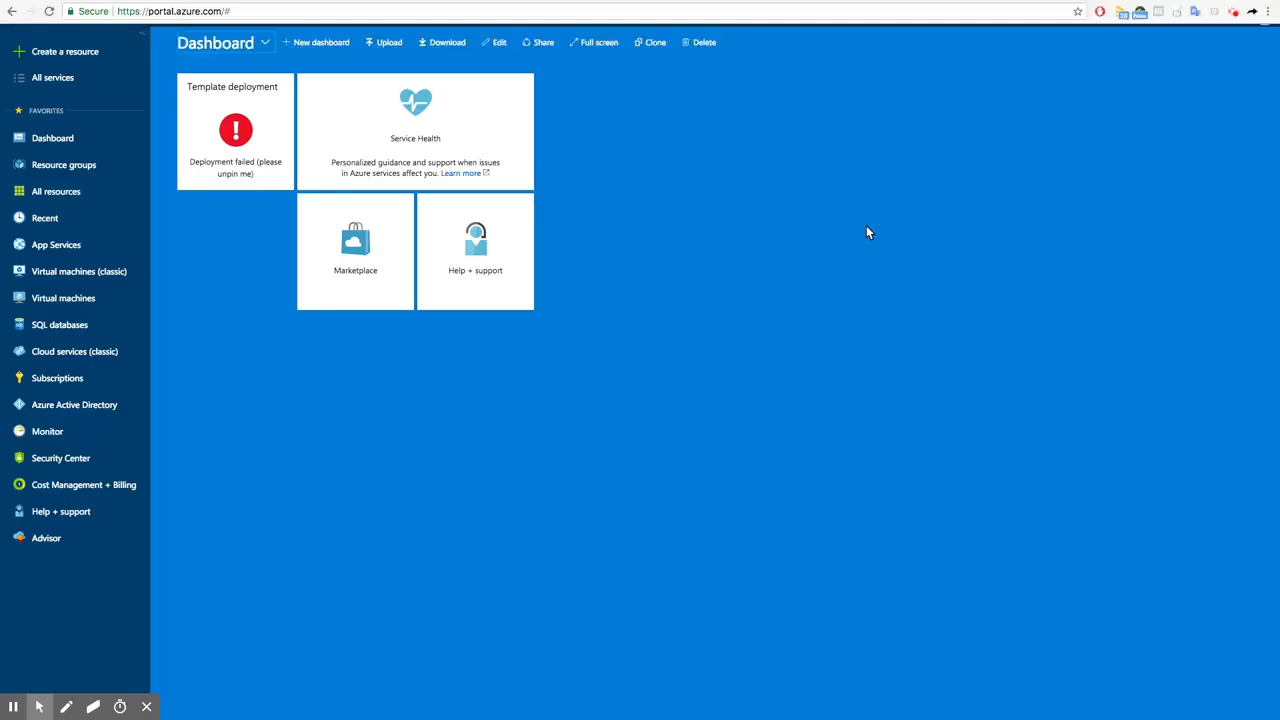 Secure https://portal.azure.com/#
Create a resource
All services
FAVORITES
Dashboard
Resource groups
All resources
Recent
App Services
Virtual machines (classic)
Virtual machines
SQL databases
Cloud services (classic)
Subscriptions
Azure Active Directory
Monitor
Security Center
Cost Management + Billing
Help + support
Advisor
Dashboard New dashboard Upload Download Edit Share Full screen Clone Delete
Template deployment
Deployment failed (please
unpin me)
Service Health
Personalized guidance and support when issues
in Azure services affect you. Learn more
Marketplace
Help + support